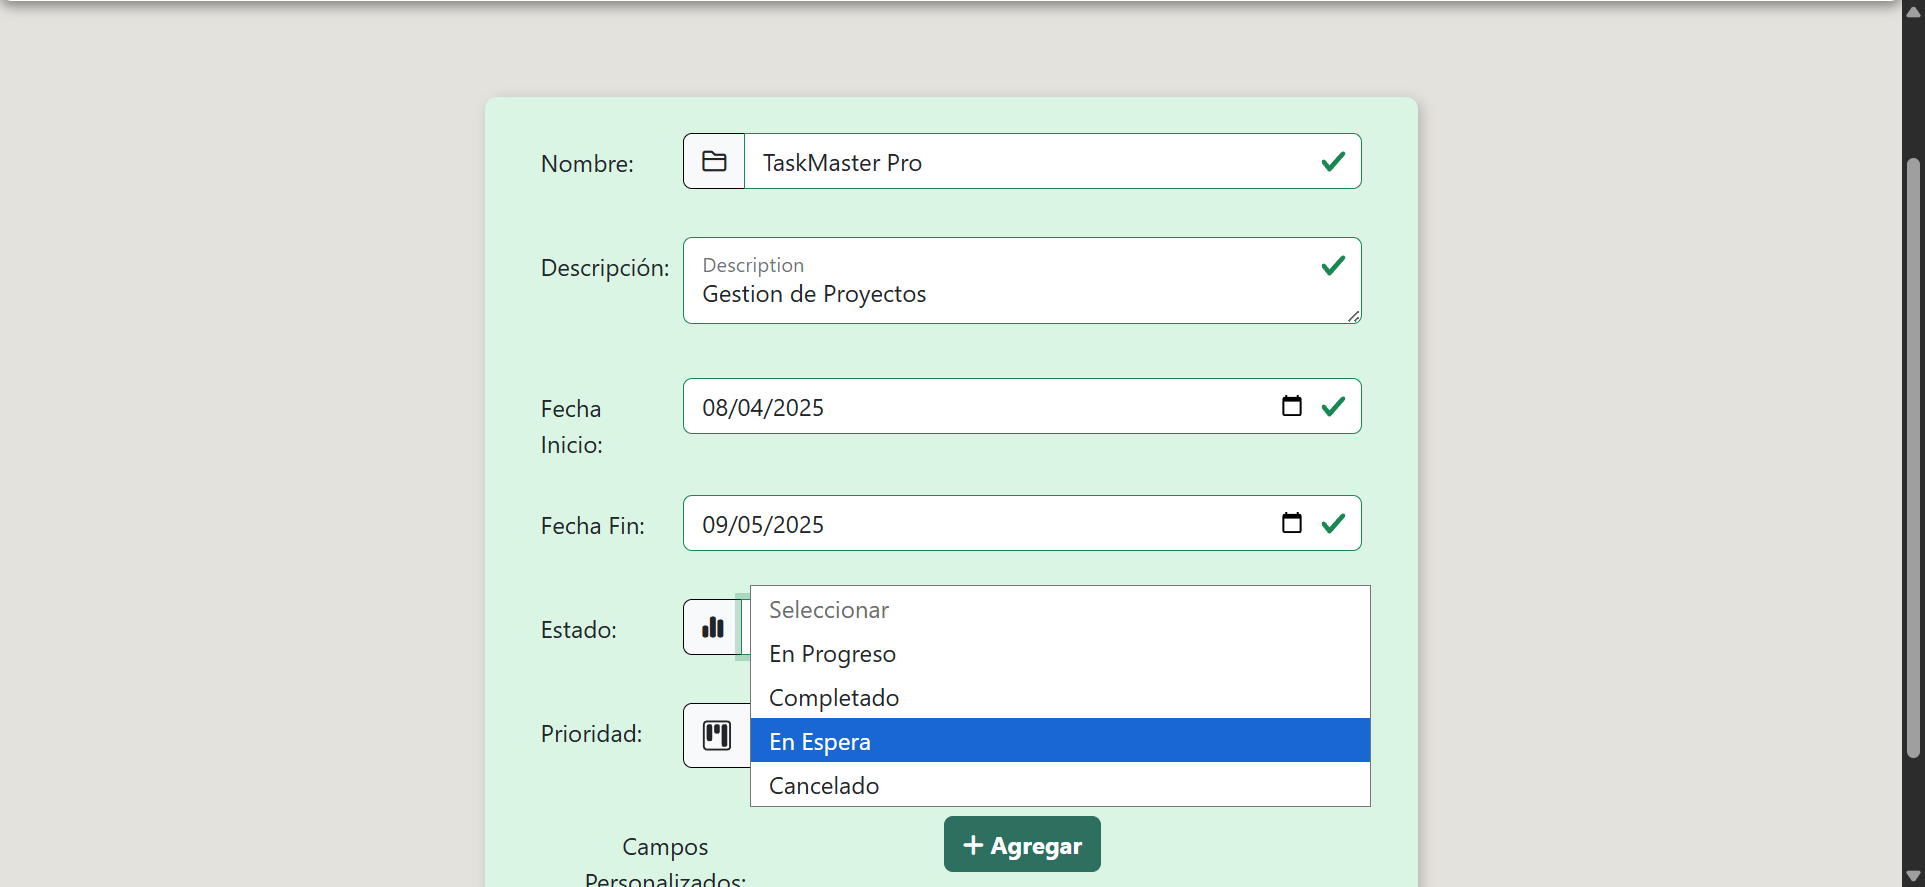 Nombre:
TaskMaster Pro
Descripción:
Description
Gestion de Proyectos
Fecha
Inicio:
08/04/2025
Fecha Fin:
09/05/2025
Estado:
Seleccionar
En Progreso
Completado
En Espera
Cancelado
Prioridad:
Campos
Personalizados:
+ Agregar